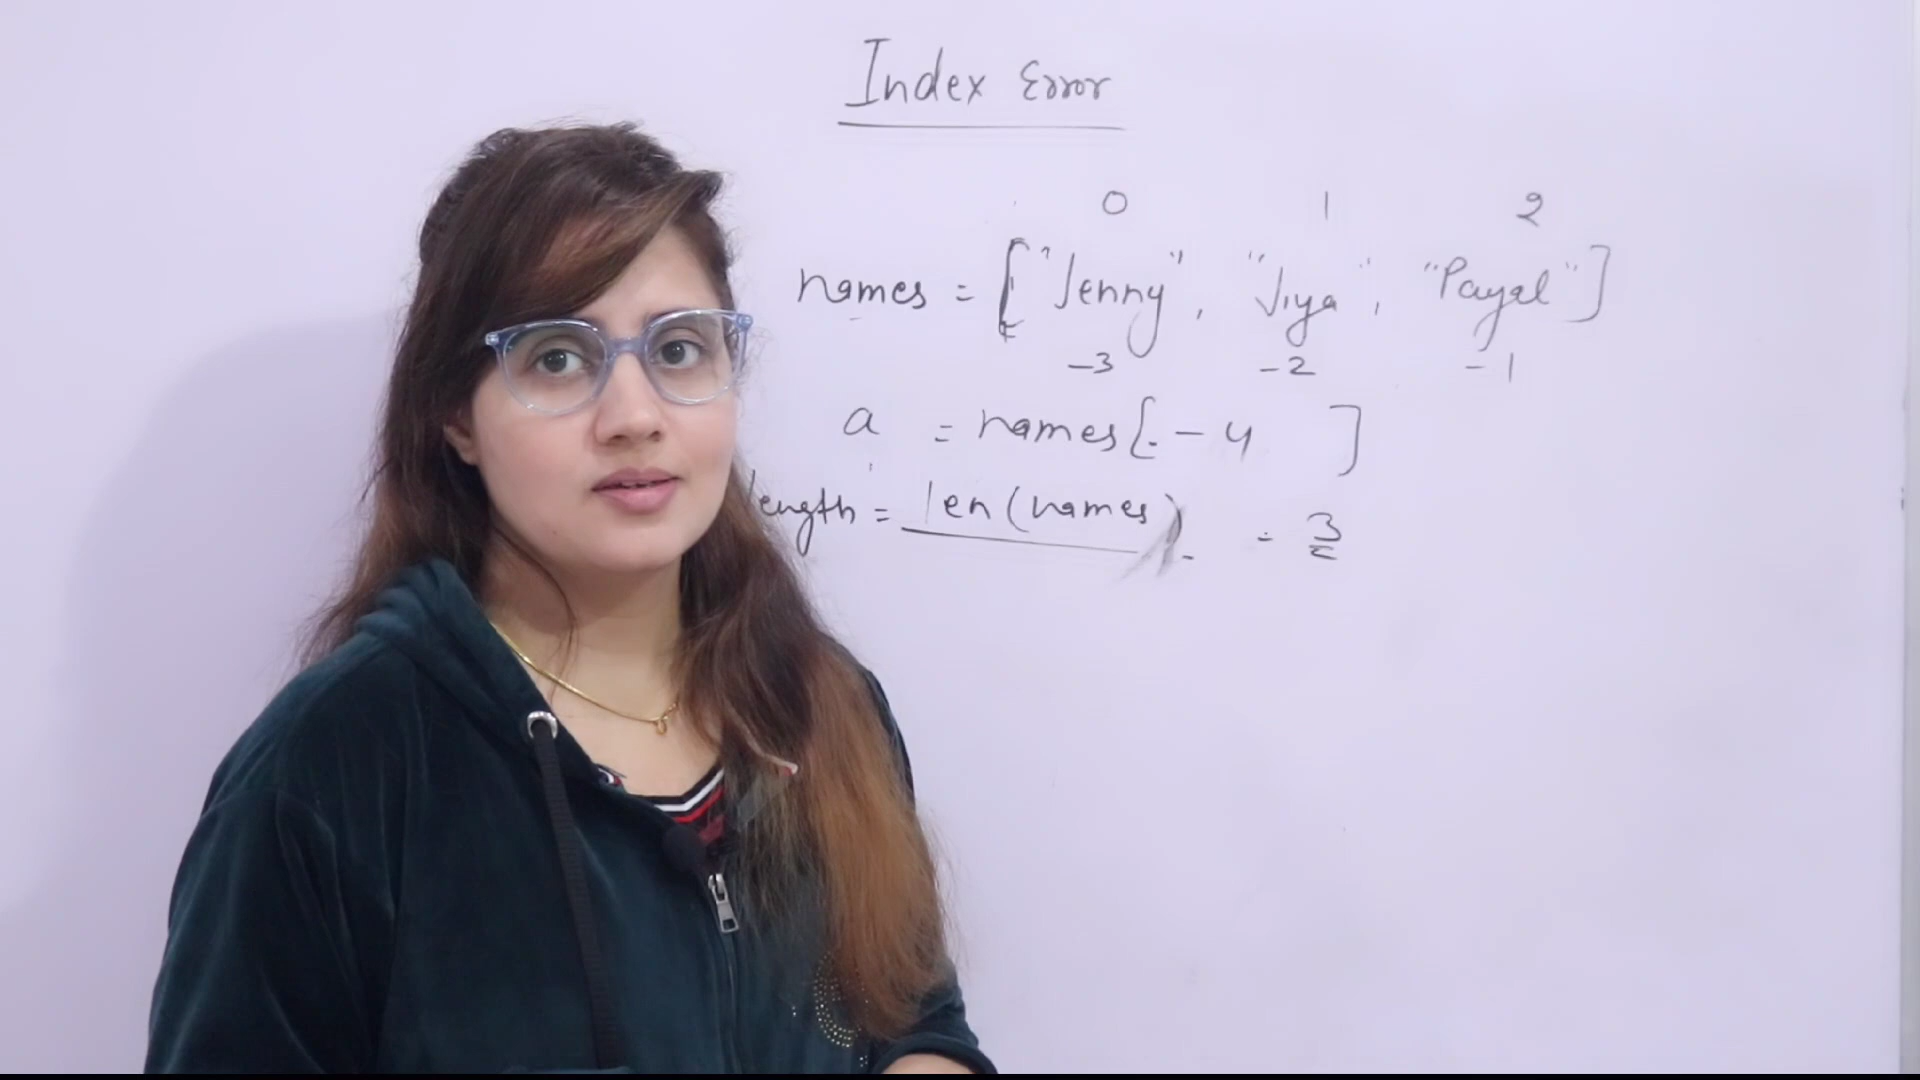 Index Error
0 1 2
names = ["Jenny", "Jiya", "Payal"]
-3 -2 -1
a = names[-4 ]
length = len(names) = 3